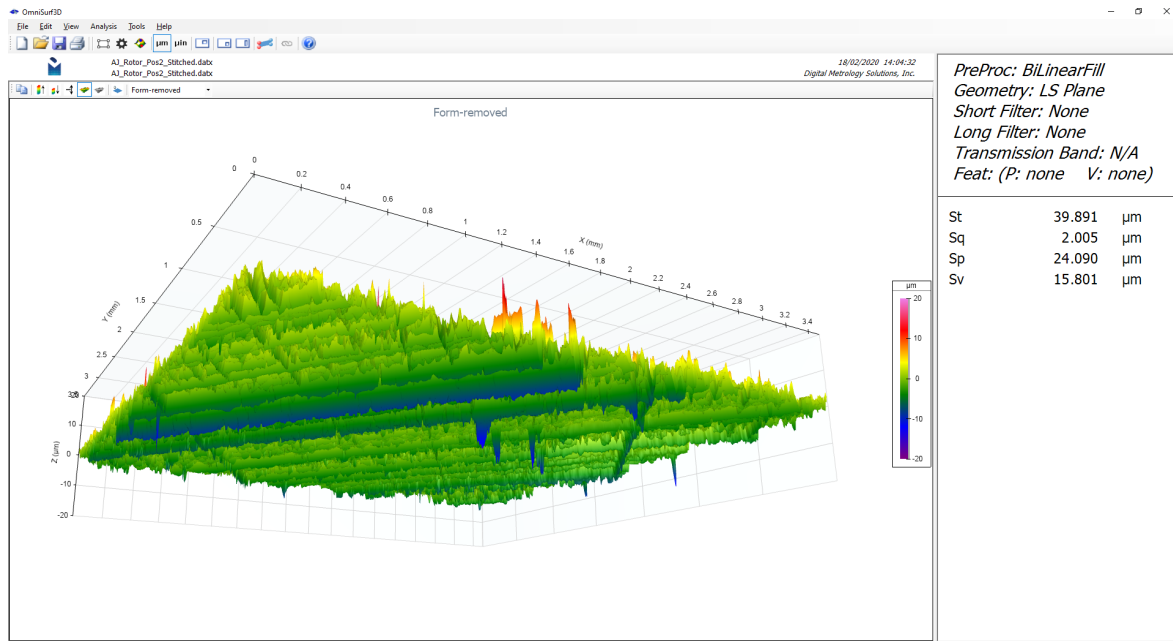 OmniSurf3D
File Edit View Analysis Tools Help
µm µin
AJ_Rotor_Pos2_Stitched.datx
AJ_Rotor_Pos2_Stitched.datx
18/02/2020 14:04:32
Digital Metrology Solutions, Inc.
Form-removed
Form-removed
0 0.2 0.4 0.6 0.8 1 1.2 1.4 1.6 1.8 2 2.2 2.4 2.6 2.8 3 3.2 3.4
X (mm)
0 0.5 1 1.5 2 2.5 3
Y (mm)
10 0 -10 -20
Z (µm)
µm
20
10
0
-10
-20
PreProc: BiLinearFill
Geometry: LS Plane
Short Filter: None
Long Filter: None
Transmission Band: N/A
Feat: (P: none V: none)
St 39.891 µm
Sq 2.005 µm
Sp 24.090 µm
Sv 15.801 µm